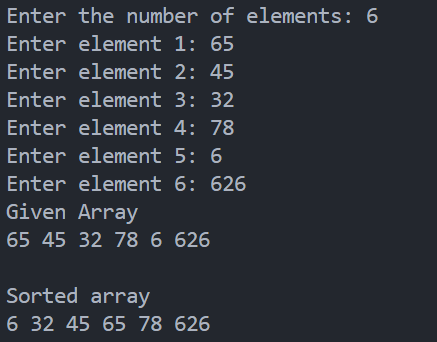 Enter the number of elements: 6
Enter element 1: 65
Enter element 2: 45
Enter element 3: 32
Enter element 4: 78
Enter element 5: 6
Enter element 6: 626
Given Array
65 45 32 78 6 626
Sorted array
6 32 45 65 78 626